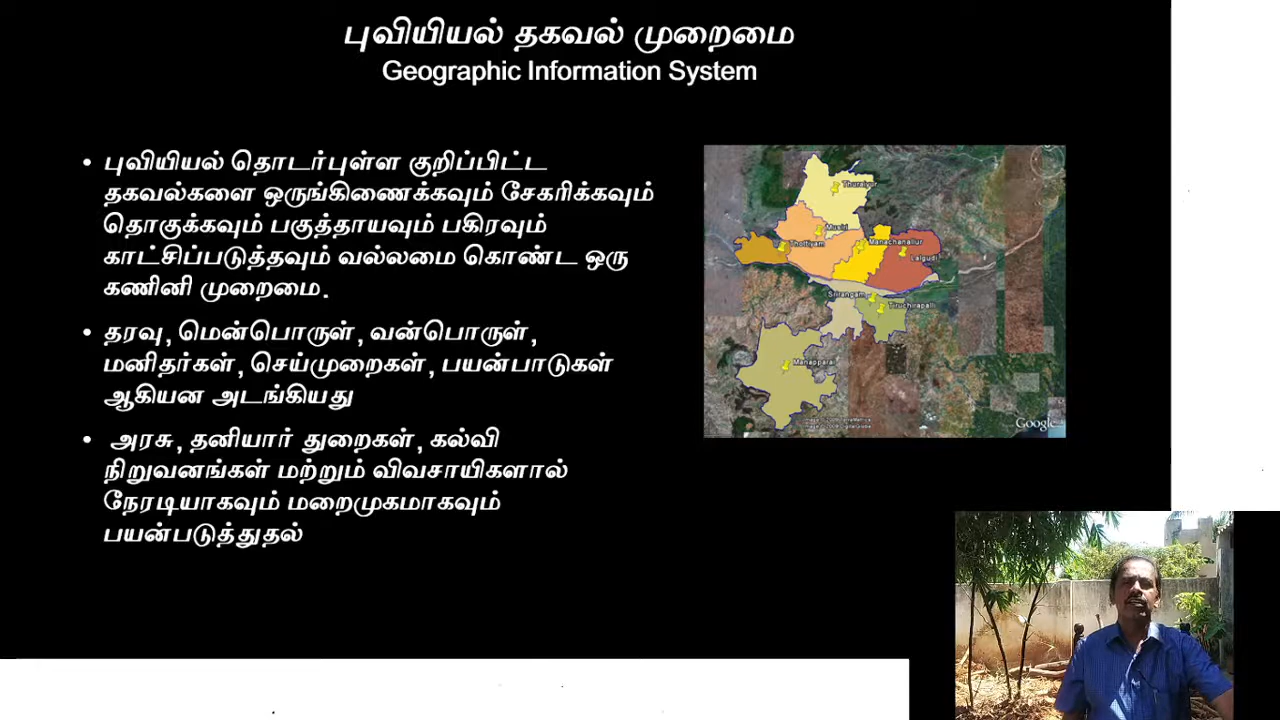 புவியியல் தகவல் முறைமை
Geographic Information System
• புவியியல் தொடர்புள்ள குறிப்பிட்ட
தகவல்களை ஒருங்கிணைக்கவும் சேகரிக்கவும்
தொகுக்கவும் பகுத்தாயவும் பகிரவும்
காட்சிப்படுத்தவும் வல்லமை கொண்ட ஒரு
கணினி முறைமை.
• தரவு, மென்பொருள், வன்பொருள்,
மனிதர்கள், செய்முறைகள், பயன்பாடுகள்
ஆகியன அடங்கியது
• அரசு, தனியார் துறைகள், கல்வி
நிறுவனங்கள் மற்றும் விவசாயிகளால்
நேரடியாகவும் மறைமுகமாகவும்
பயன்படுத்துதல்
Thuraiyur
Musiri
Thottiyam
Manachanallur
Lalgudi
Srirangam
Tiruchirapalli
Manapparai
Google